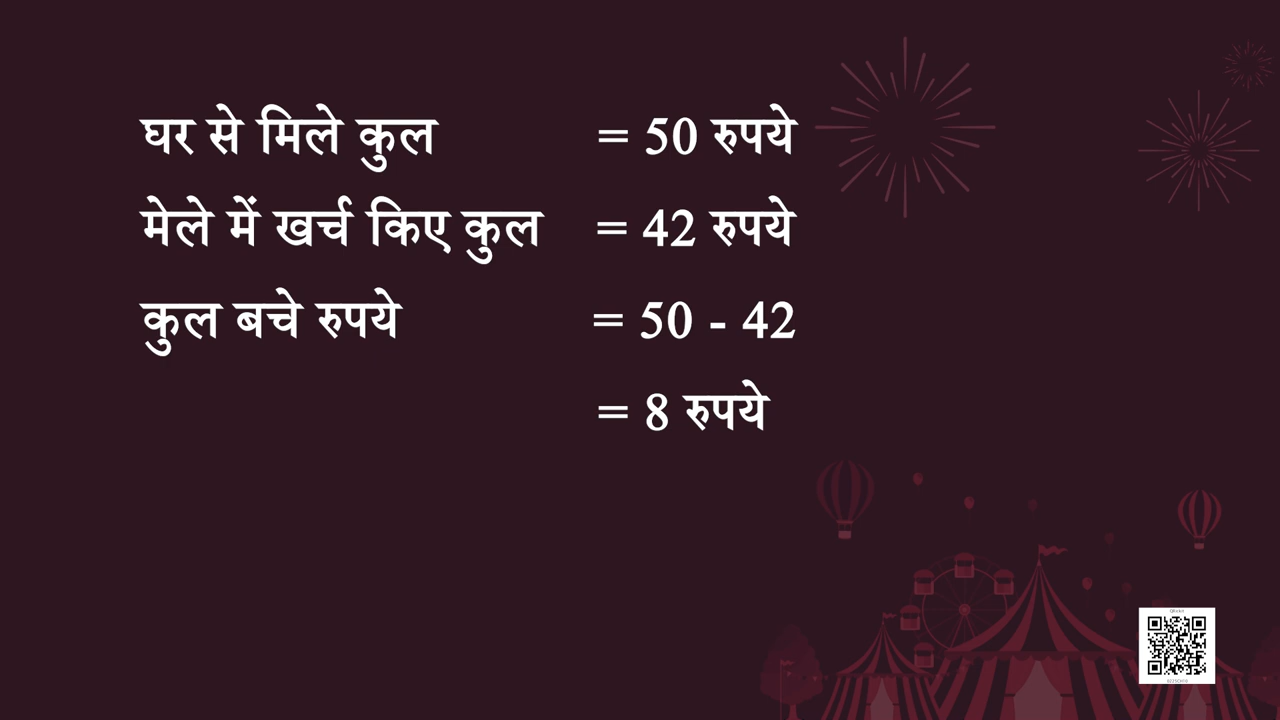 घर से मिले कुल = 50 रुपये
मेले में खर्च किए कुल = 42 रुपये
कुल बचे रुपये = 50 - 42
= 8 रुपये